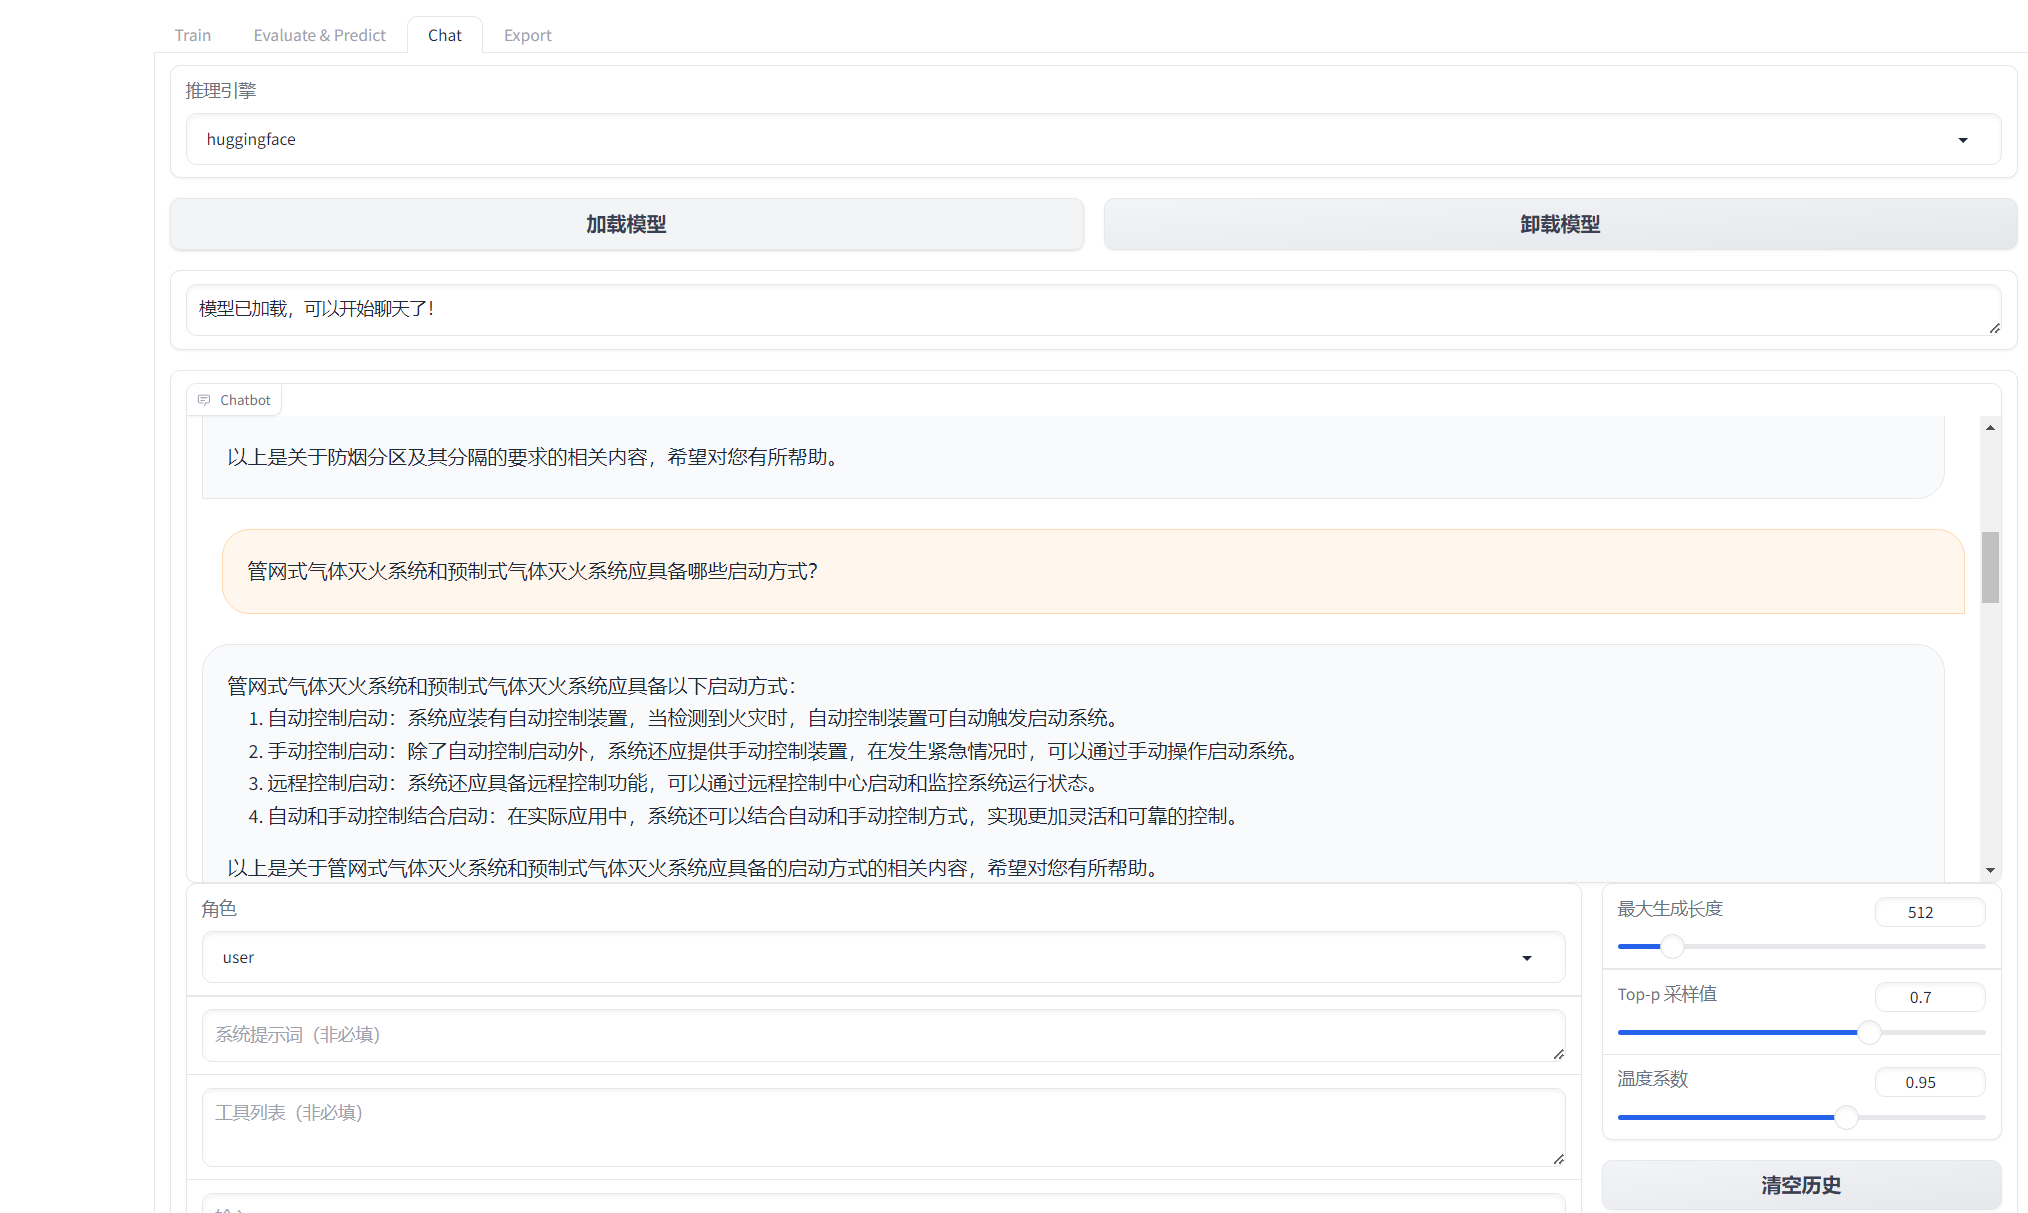 Train
Evaluate & Predict
Chat
Export
推理引擎
huggingface
加载模型
卸载模型
模型已加载，可以开始聊天了！
Chatbot
以上是关于防烟分区及其分隔的要求的相关内容，希望对您有所帮助。
管网式气体灭火系统和预制式气体灭火系统应具备哪些启动方式？
管网式气体灭火系统和预制式气体灭火系统应具备以下启动方式：
1. 自动控制启动：系统应装有自动控制装置，当检测到火灾时，自动控制装置可自动触发启动系统。
2. 手动控制启动：除了自动控制启动外，系统还应提供手动控制装置，在发生紧急情况时，可以通过手动操作启动系统。
3. 远程控制启动：系统还应具备远程控制功能，可以通过远程控制中心启动和监控系统运行状态。
4. 自动和手动控制结合启动：在实际应用中，系统还可以结合自动和手动控制方式，实现更加灵活和可靠的控制。
以上是关于管网式气体灭火系统和预制式气体灭火系统应具备的启动方式的相关内容，希望对您有所帮助。
角色
user
系统提示词（非必填）
工具列表（非必填）
最大生成长度
512
Top-p 采样值
0.7
温度系数
0.95
清空历史